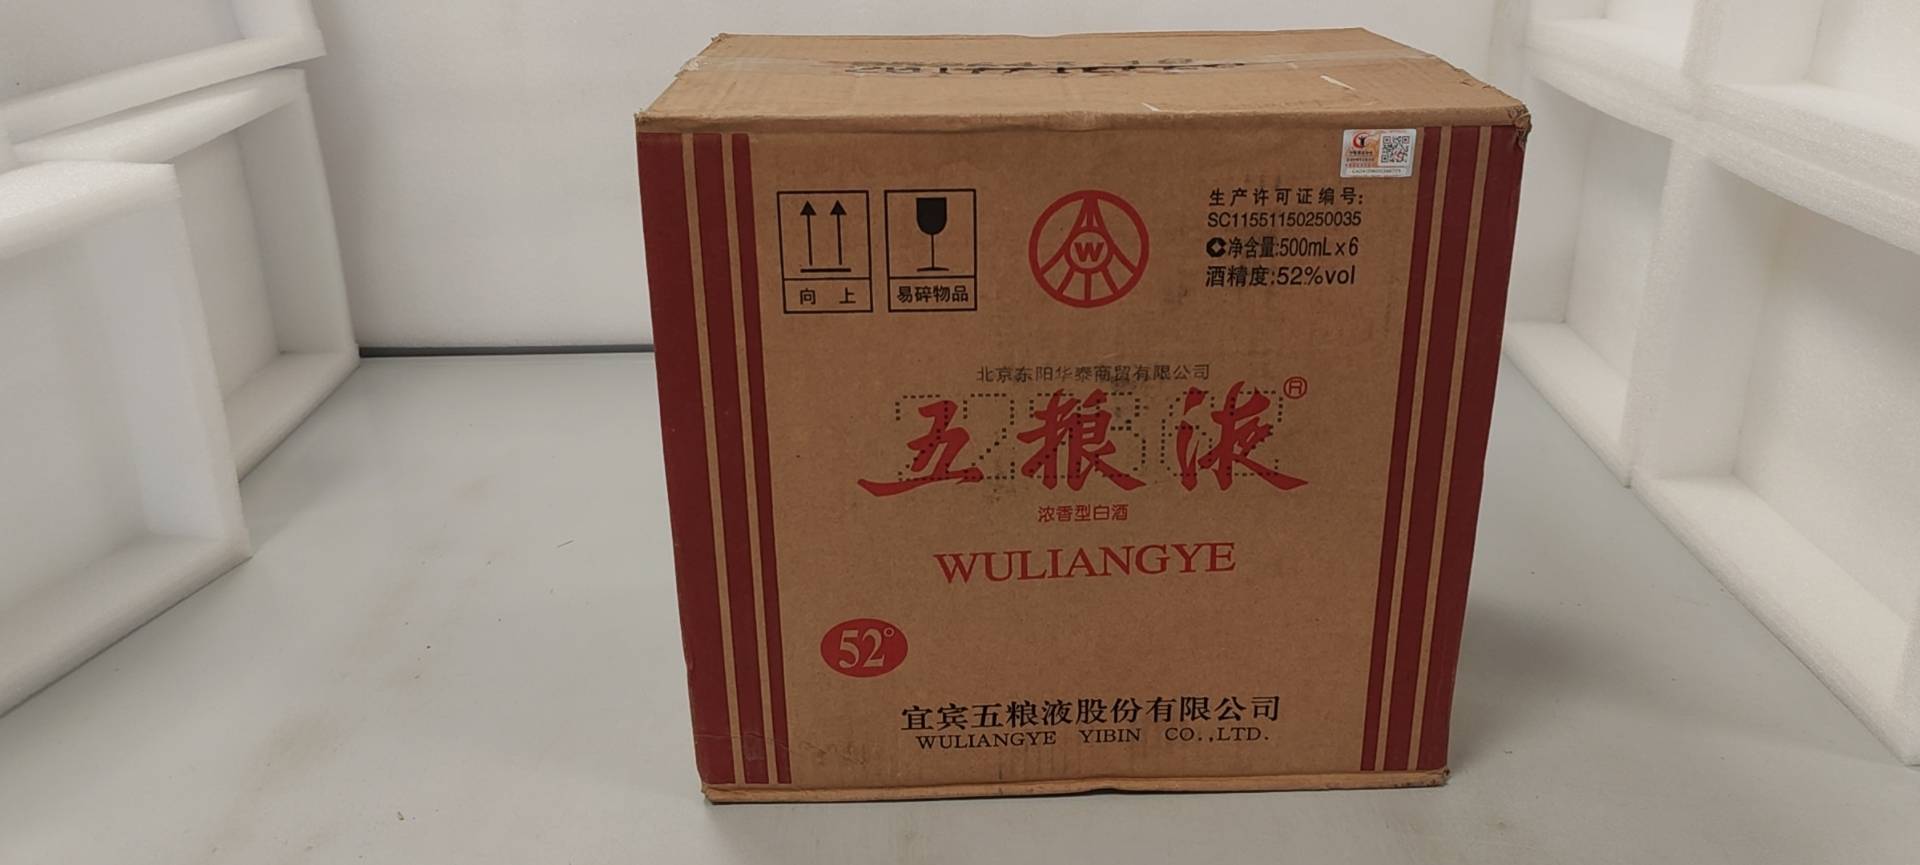 向 上
易碎物品
W
生产许可证编号:
SC11551150250035
净含量:500mL×6
酒精度:52%vol
北京东阳华泰商贸有限公司
五粮液®
浓香型白酒
WULIANGYE
52°
宜宾五粮液股份有限公司
WULIANGYE YIBIN CO.,LTD.